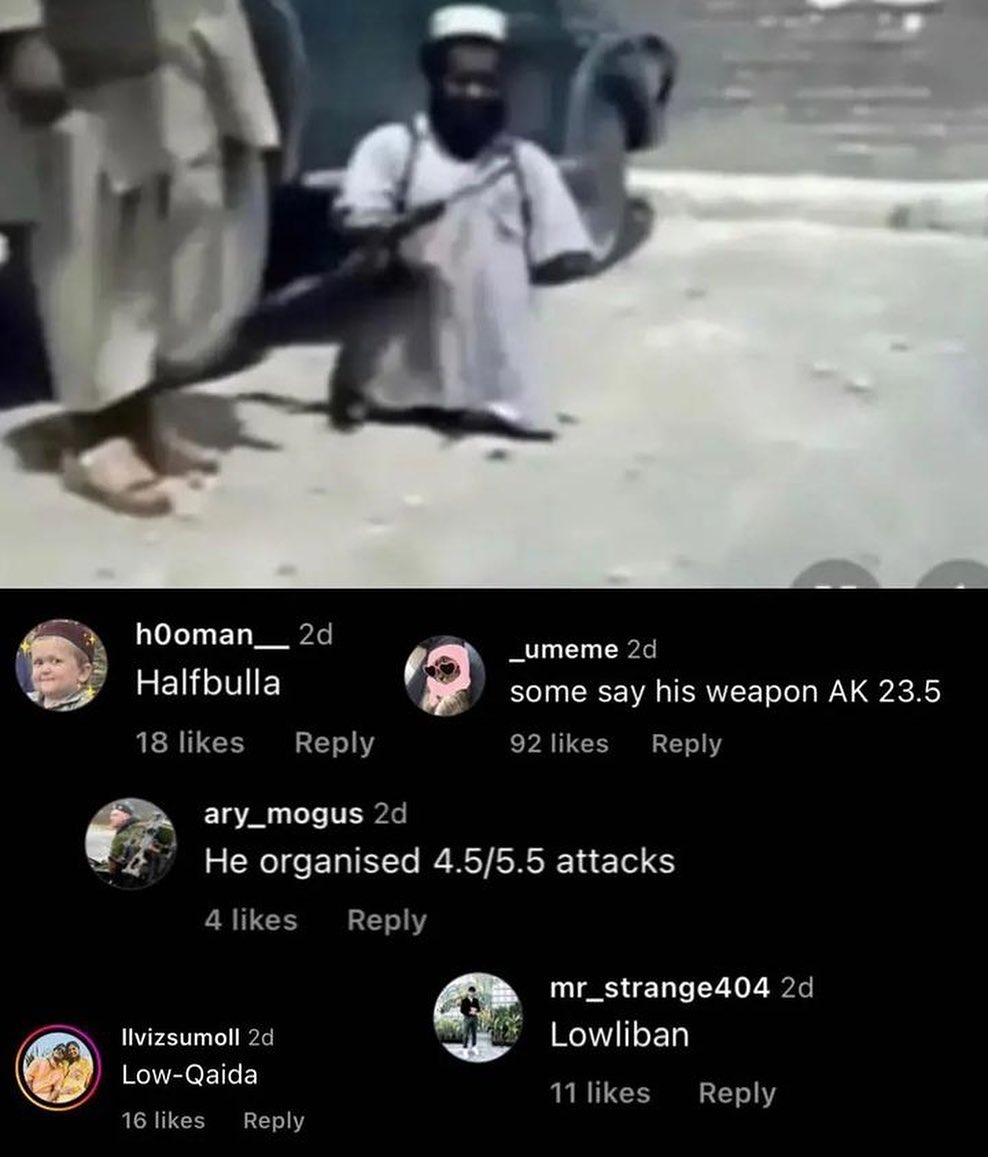 h0oman__ 2d
Halfbulla
18 likes Reply
_umeme 2d
some say his weapon AK 23.5
92 likes Reply
ary_mogus 2d
He organised 4.5/5.5 attacks
4 likes Reply
mr_strange404 2d
Lowliban
11 likes Reply
llvizsumoll 2d
Low-Qaida
16 likes Reply